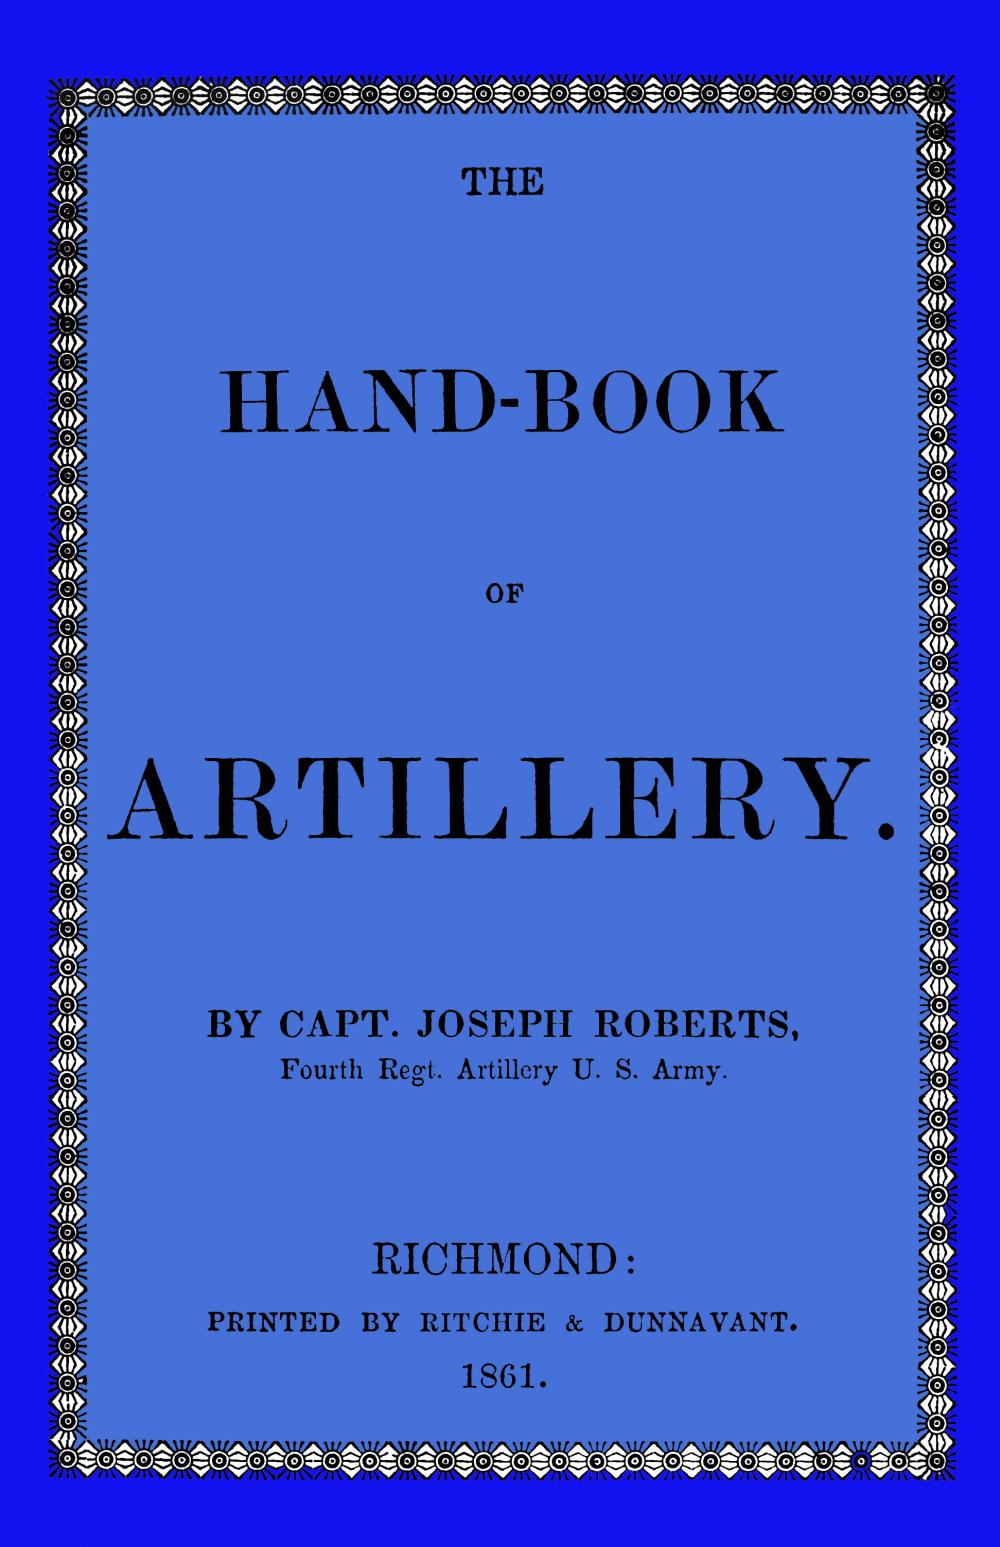 THE
HAND-BOOK
OF
ARTILLERY.
BY CAPT. JOSEPH ROBERTS,
Fourth Regt. Artillery U. S. Army.
RICHMOND:
PRINTED BY RITCHIE & DUNNAVANT.
1861.